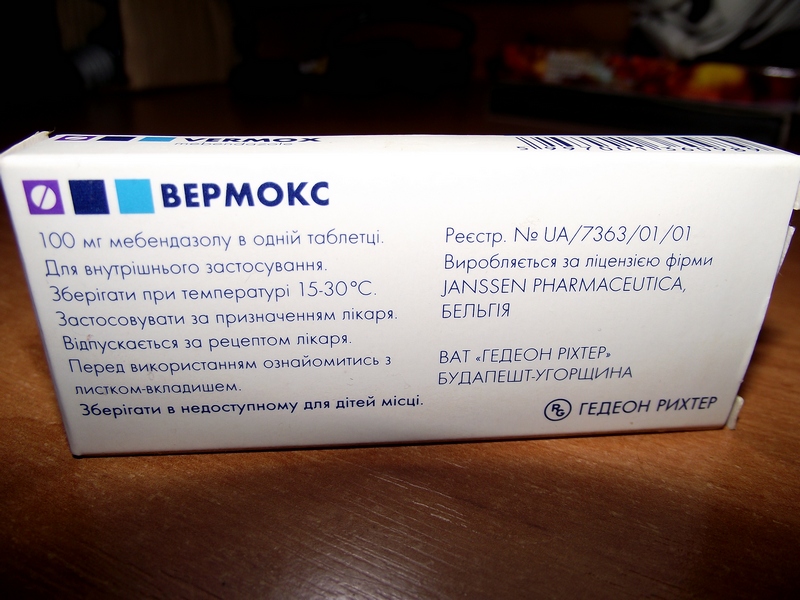 VERMOX
mebendazole
ВЕРМОКС
100 мг мебендазолу в одній таблетці.
Для внутрішнього застосування.
Зберігати при температурі 15-30°C.
Застосовувати за призначенням лікаря.
Відпускається за рецептом лікаря.
Перед використанням ознайомитись з
листком-вкладишем.
Зберігати в недоступному для дітей місці.
Реєстр. № UA/7363/01/01
Виробляється за ліцензією фірми
JANSSEN PHARMACEUTICA,
БЕЛЬГІЯ
ВАТ «ГЕДЕОН РІХТЕР»
БУДАПЕШТ-УГОРЩИНА
RG ГЕДЕОН РИХТЕР